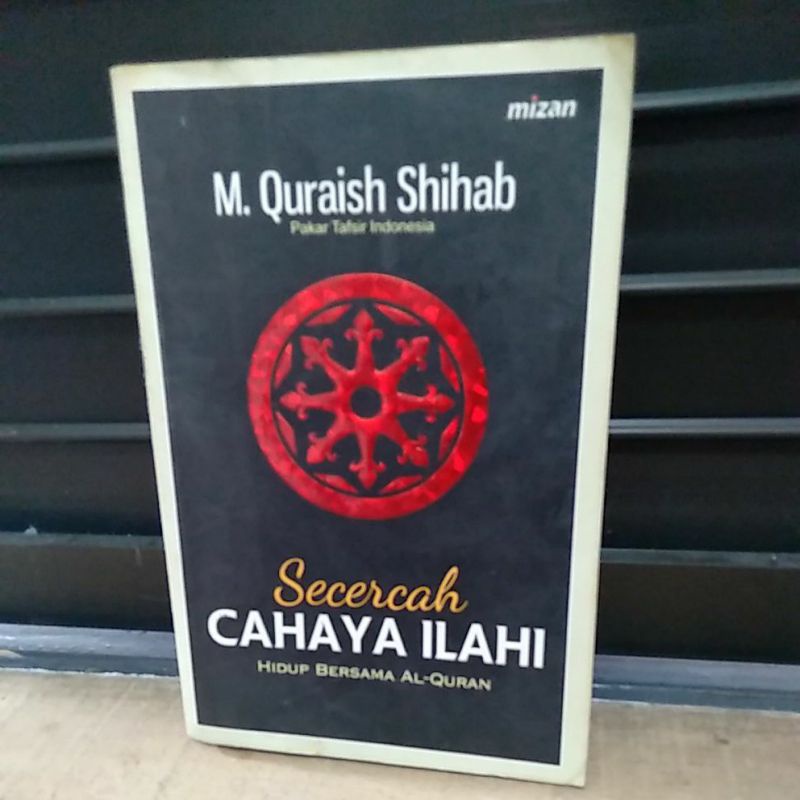 mizan
M. Quraish Shihab
Pakar Tafsir Indonesia
Secercah
CAHAYA ILAHI
HIDUP BERSAMA AL-QURAN